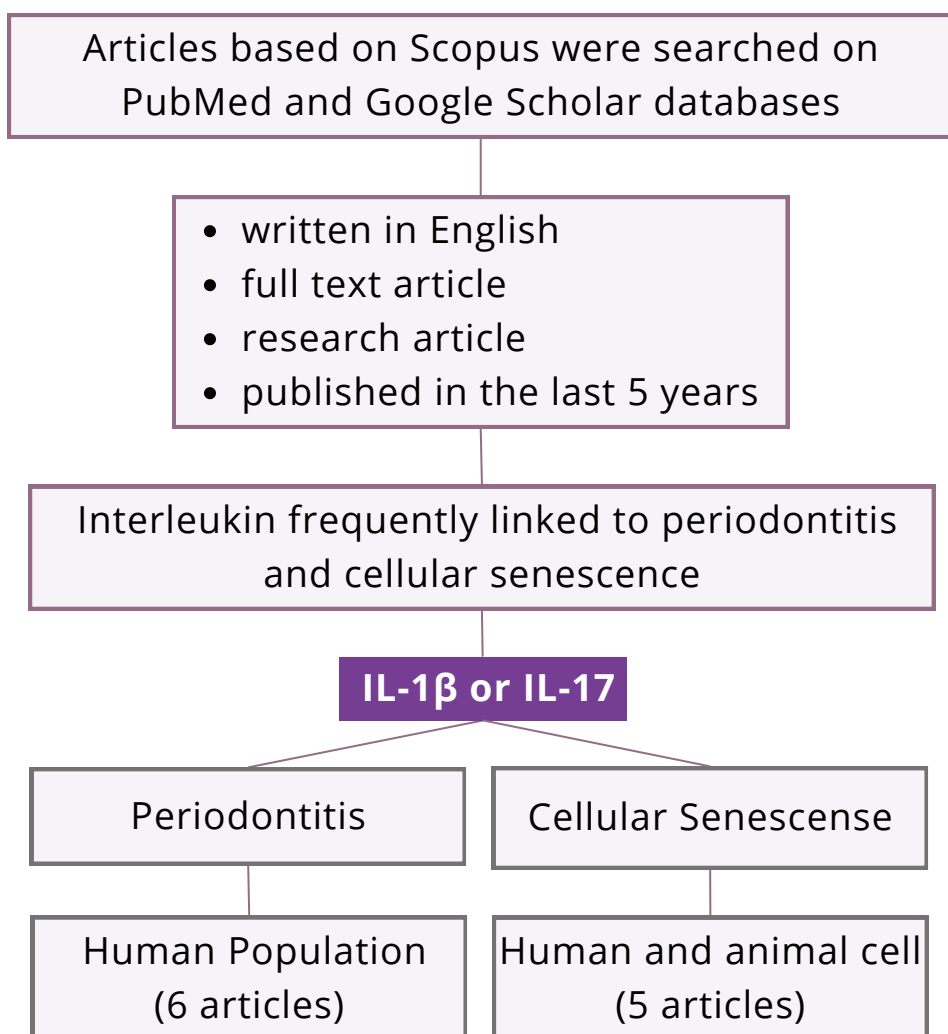 Articles based on Scopus were searched on
PubMed and Google Scholar databases
• written in English
• full text article
• research article
• published in the last 5 years
Interleukin frequently linked to periodontitis
and cellular senescence
IL-1β or IL-17
Periodontitis
Cellular Senescense
Human Population
(6 articles)
Human and animal cell
(5 articles)